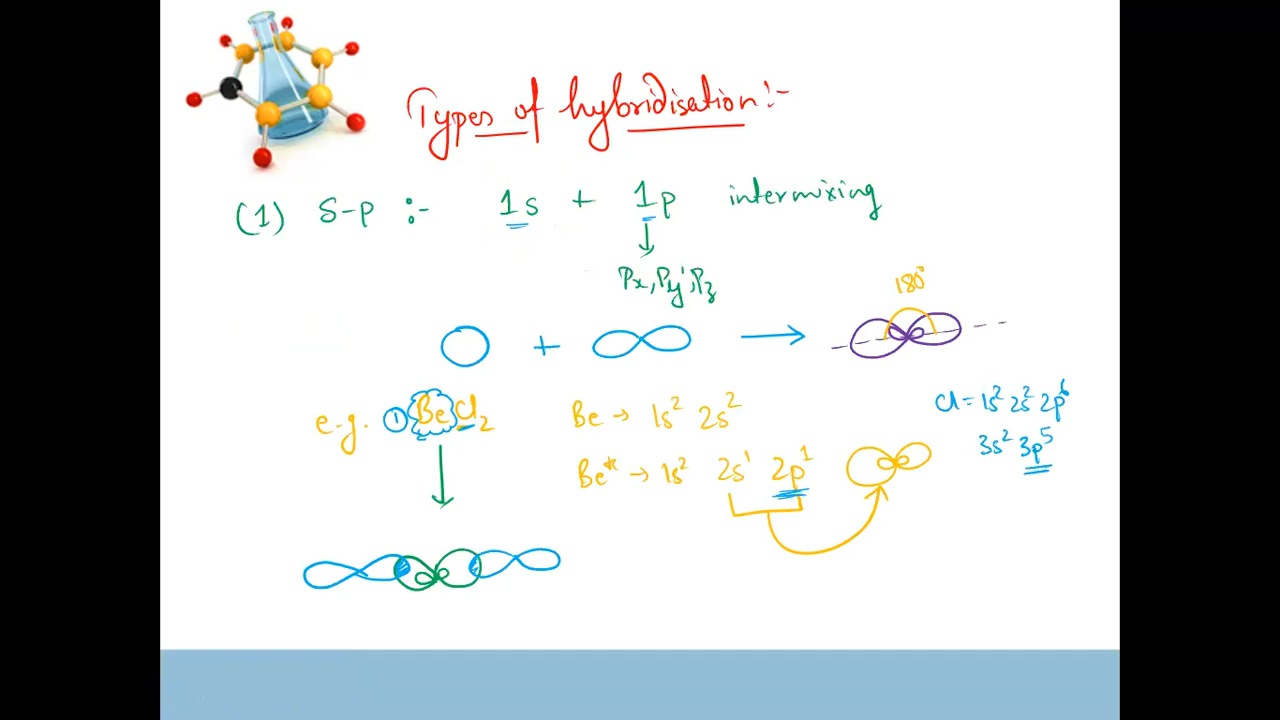 Types of hybridisation:-
(1) S-p :- 1s + 1p intermixing
Px, Py, Pz
180°
+ →
e.g. ① BeCl2 Be → 1s² 2s²
Cl = 1s² 2s² 2p⁶
3s² 3p⁵
Be* → 1s² 2s¹ 2p¹